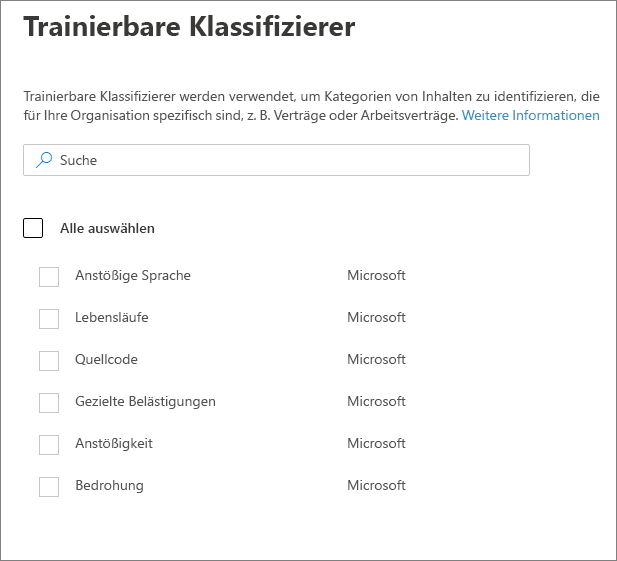 Trainierbare Klassifizierer
Trainierbare Klassifizierer werden verwendet, um Kategorien von Inhalten zu identifizieren, die
für Ihre Organisation spezifisch sind, z. B. Verträge oder Arbeitsverträge. Weitere Informationen
Suche
Alle auswählen
Anstößige Sprache Microsoft
Lebensläufe Microsoft
Quellcode Microsoft
Gezielte Belästigungen Microsoft
Anstößigkeit Microsoft
Bedrohung Microsoft